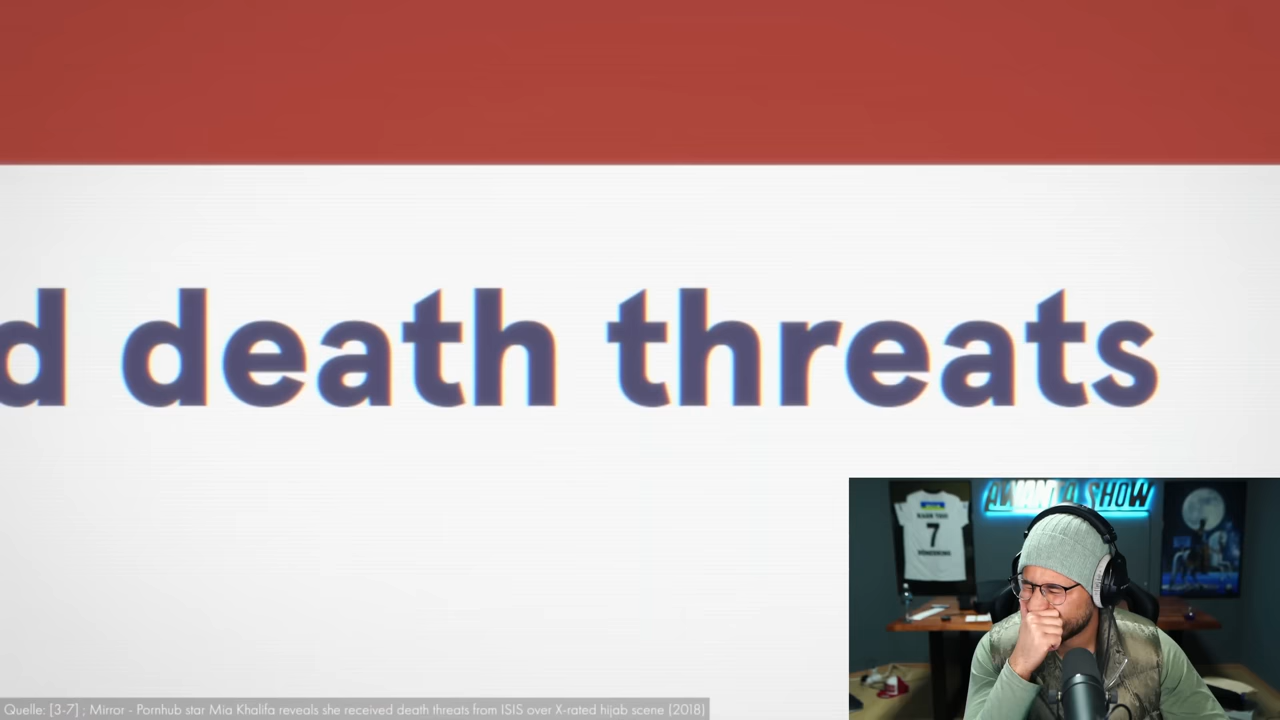 d death threats
AWANTA SHOW
7
Quelle: [3-7] ; Mirror - Pornhub star Mia Khalifa reveals she received death threats from ISIS over X-rated hijab scene (2018)